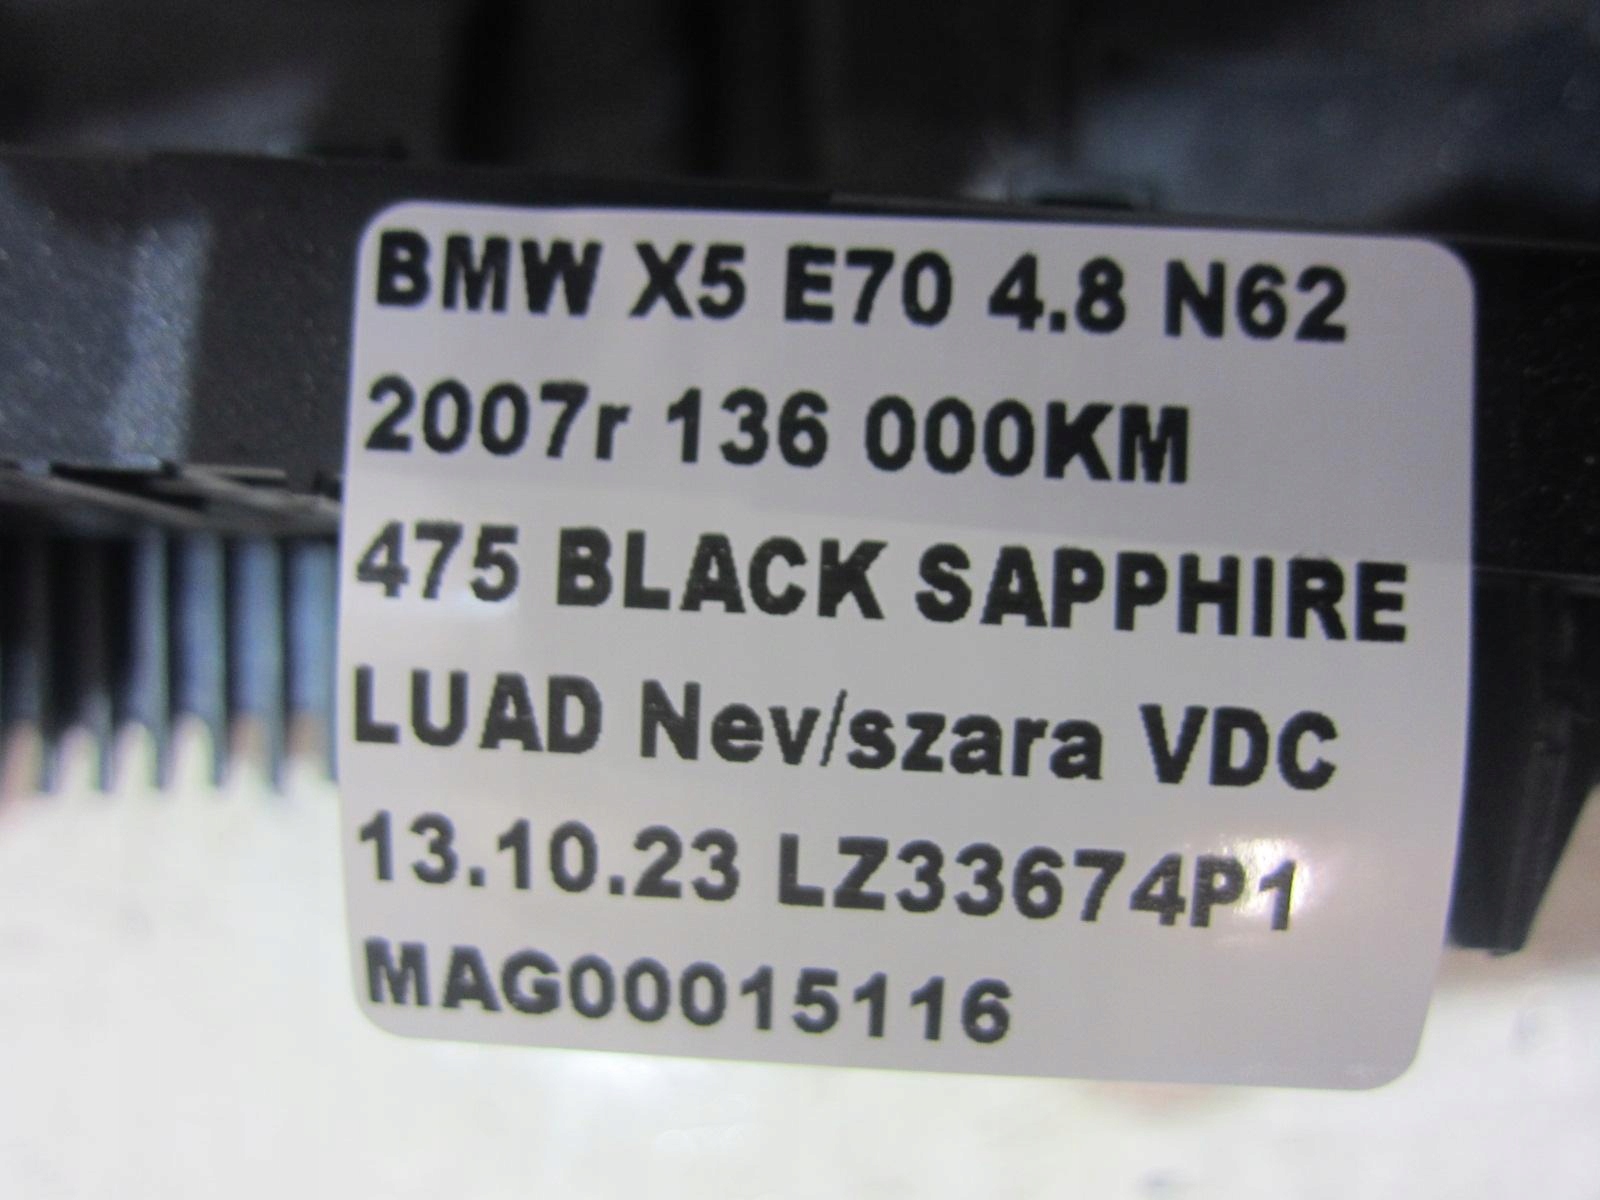 BMW X5 E70 4.8 N62
2007r 136 000KM
475 BLACK SAPPHIRE
LUAD Nev/szara VDC
13.10.23 LZ33674P1
MAG00015116